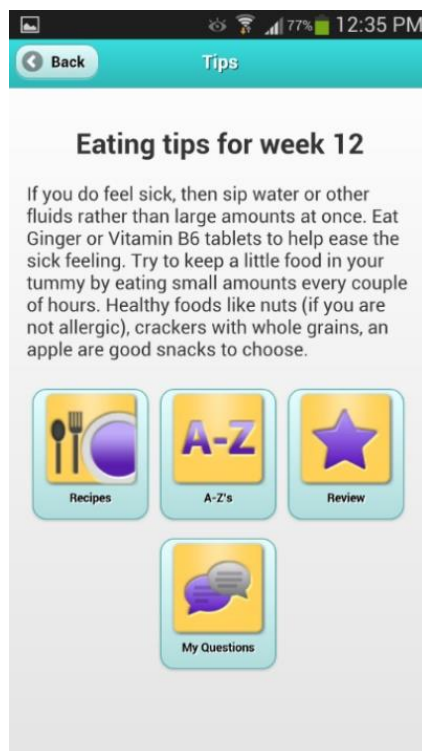 77% 12:35 PM
Back
Tips
Eating tips for week 12
If you do feel sick, then sip water or other
fluids rather than large amounts at once. Eat
Ginger or Vitamin B6 tablets to help ease the
sick feeling. Try to keep a little food in your
tummy by eating small amounts every couple
of hours. Healthy foods like nuts (if you are
not allergic), crackers with whole grains, an
apple are good snacks to choose.
A-Z
Recipes
A-Z's
Review
My Questions